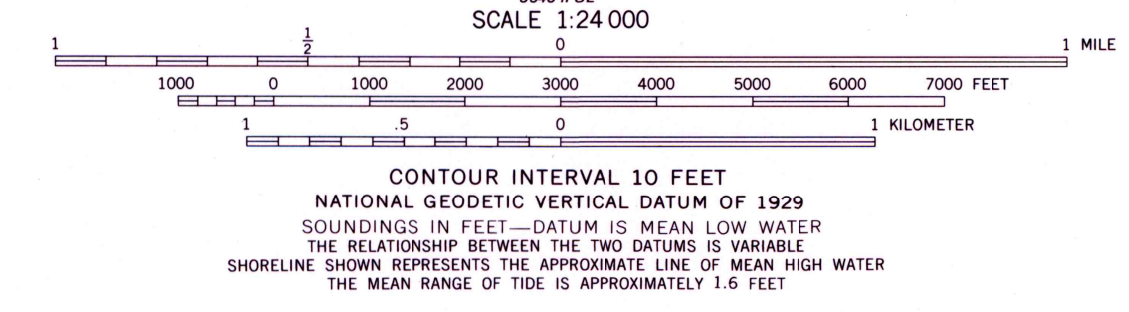 SCALE 1:24 000
1 ½ 0 1 MILE
1000 0 1000 2000 3000 4000 5000 6000 7000 FEET
1 .5 0 1 KILOMETER
CONTOUR INTERVAL 10 FEET
NATIONAL GEODETIC VERTICAL DATUM OF 1929
SOUNDINGS IN FEET—DATUM IS MEAN LOW WATER
THE RELATIONSHIP BETWEEN THE TWO DATUMS IS VARIABLE
SHORELINE SHOWN REPRESENTS THE APPROXIMATE LINE OF MEAN HIGH WATER
THE MEAN RANGE OF TIDE IS APPROXIMATELY 1.6 FEET